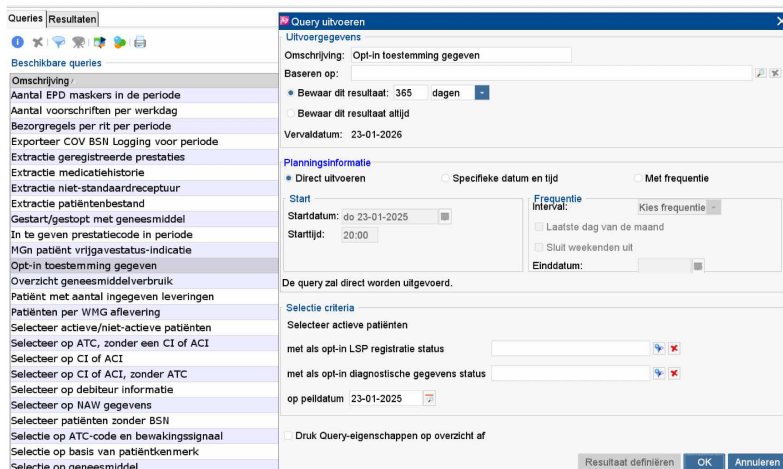 Queries Resultaten
Beschikbare queries
Omschrijving
Aantal EPD maskers in de periode
Aantal voorschriften per werkdag
Bezorgregels per rit per periode
Exporteer COV BSN Logging voor periode
Extractie geregistreerde prestaties
Extractie medicatiehistorie
Extractie niet-standaardreceptuur
Extractie patiëntenbestand
Gestart/gestopt met geneesmiddel
In te geven prestatiecode in periode
MGn patiënt vrijgavestatus-indicatie
Opt-in toestemming gegeven
Overzicht geneesmiddelverbruik
Patiënt met aantal ingegeven leveringen
Patiënten per WMG aflevering
Selecteer actieve/niet-actieve patiënten
Selecteer op ATC, zonder een CI of ACI
Selecteer op CI of ACI
Selecteer op CI of ACI, zonder ATC
Selecteer op debiteur informatie
Selecteer op NAW gegevens
Selecteer patiënten zonder BSN
Selectie op ATC-code en bewakingssignaal
Selectie op basis van patiëntkenmerk
Selectie op geneesmiddel
Query uitvoeren
Uitvoergegevens
Omschrijving: Opt-in toestemming gegeven
Baseren op:
Bewaar dit resultaat: 365 dagen
Bewaar dit resultaat altijd
Vervaldatum: 23-01-2026
Planningsinformatie
Direct uitvoeren Specifieke datum en tijd Met frequentie
Start
Startdatum: do 23-01-2025
Starttijd: 20:00
Frequentie
Interval: Kies frequentie
Laatste dag van de maand
Sluit weekenden uit
Einddatum:
De query zal direct worden uitgevoerd.
Selectie criteria
Selecteer actieve patiënten
met als opt-in LSP registratie status
met als opt-in diagnostische gegevens status
op peildatum 23-01-2025
Druk Query-eigenschappen op overzicht af
Resultaat definiëren OK Annuleren